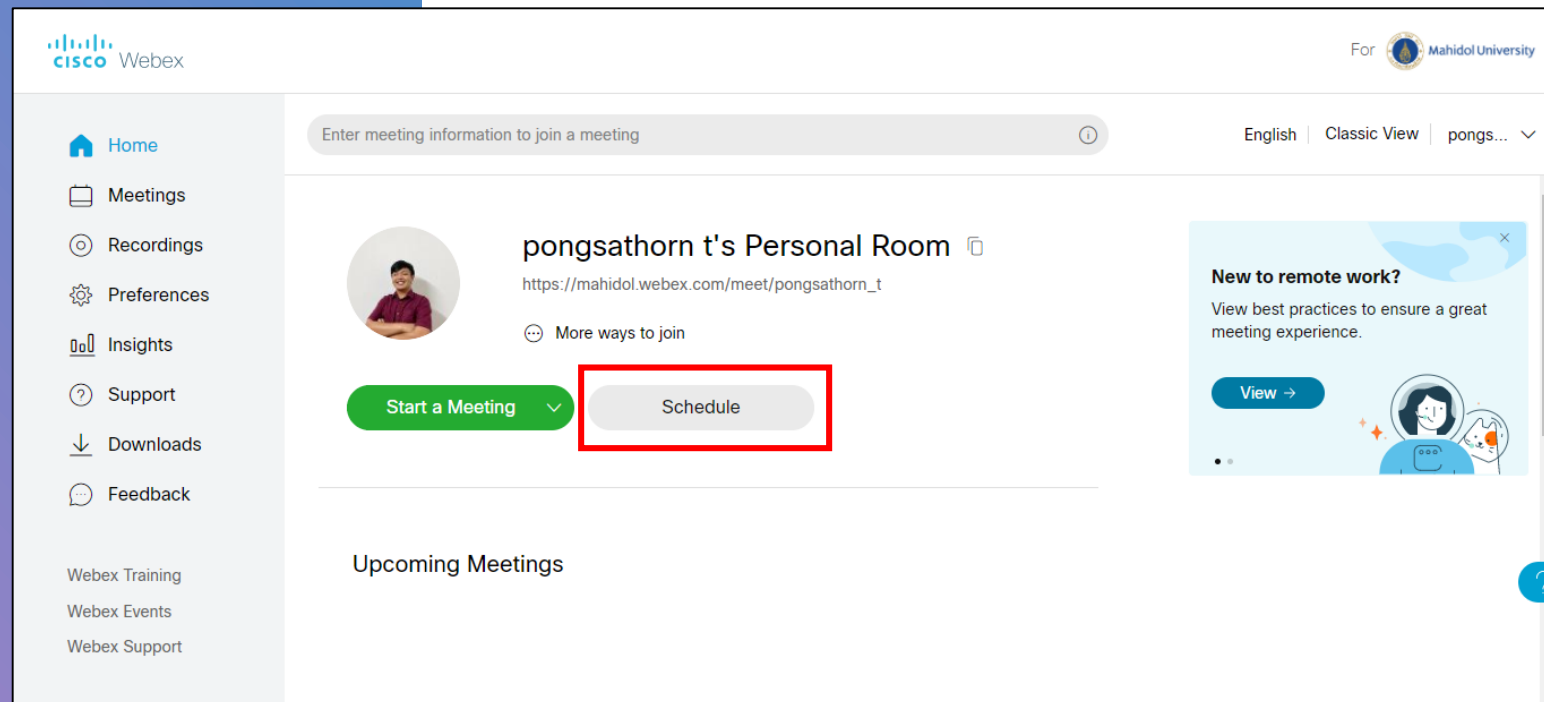 CISCO Webex
For Mahidol University
Home
Meetings
Recordings
Preferences
Insights
Support
Downloads
Feedback
Webex Training
Webex Events
Webex Support
Enter meeting information to join a meeting
English Classic View pongs...
pongsathorn t's Personal Room
https://mahidol.webex.com/meet/pongsathorn_t
More ways to join
Start a Meeting
Schedule
Upcoming Meetings
New to remote work?
View best practices to ensure a great
meeting experience.
View →